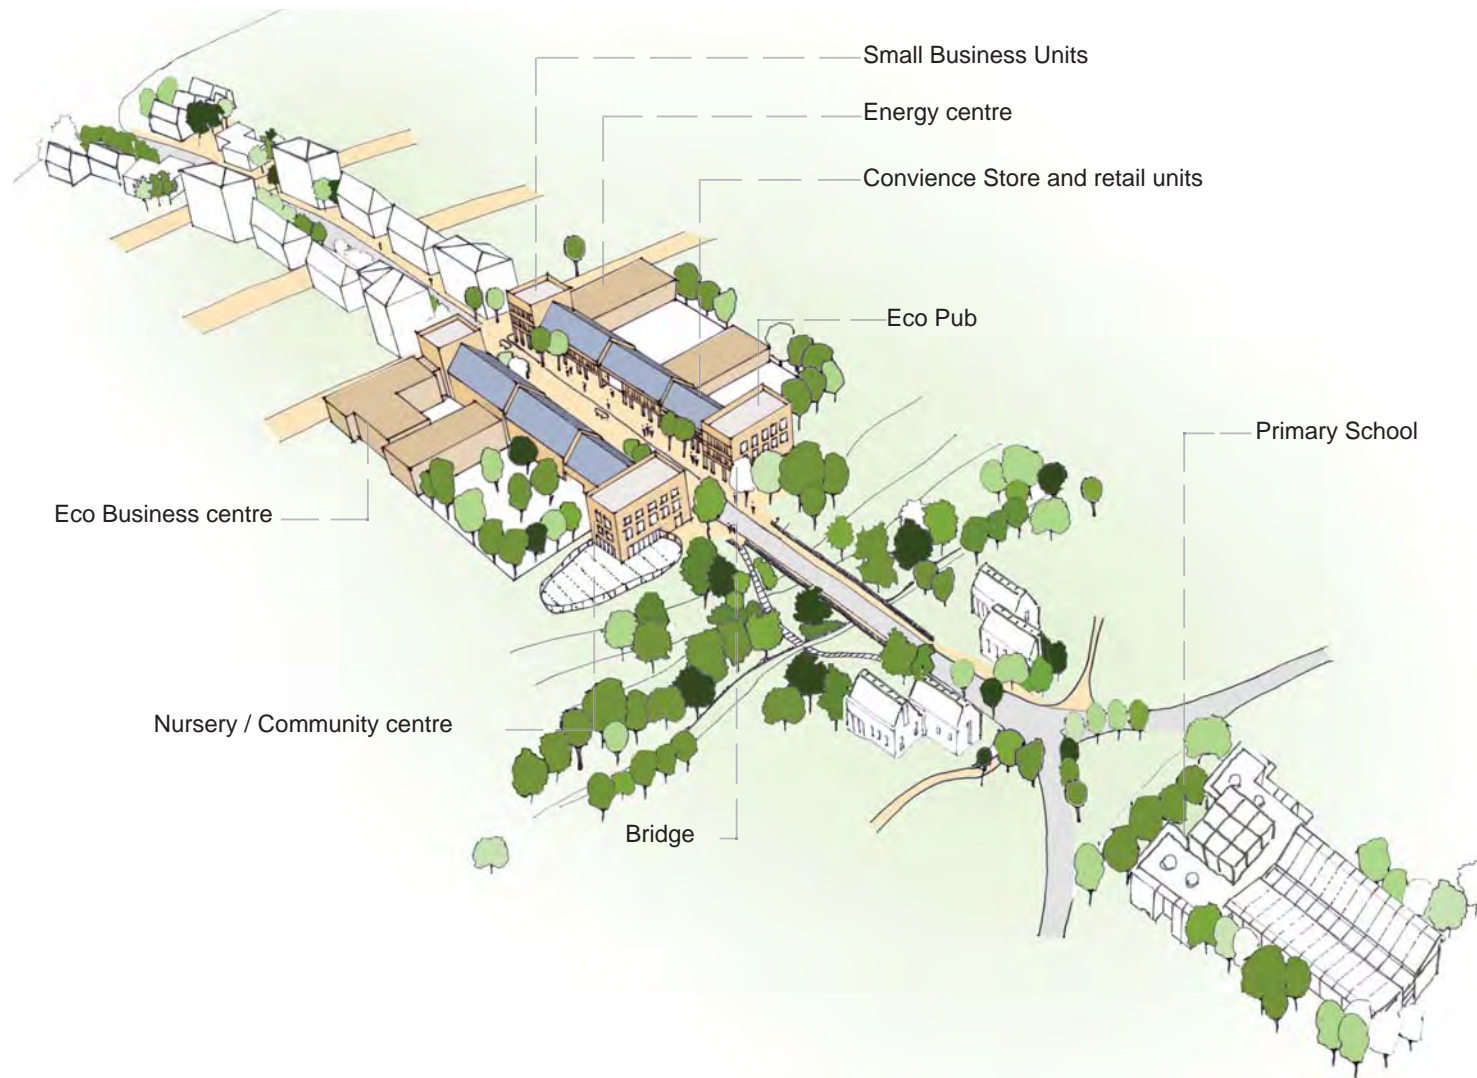 Small Business Units
Energy centre
Convience Store and retail units
Eco Pub
Primary School
Eco Business centre
Nursery / Community centre
Bridge